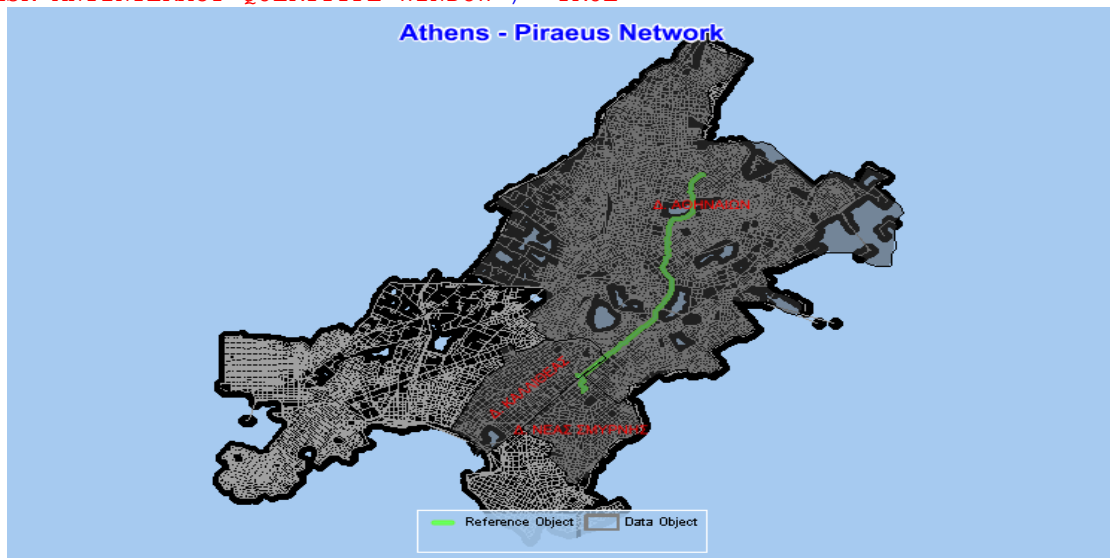 Athens - Piraeus Network
Δ. ΑΘΗΝΑΙΩΝ
Δ. ΝΕΑΣ ΣΜΥΡΝΗΣ
Reference Object Data Object